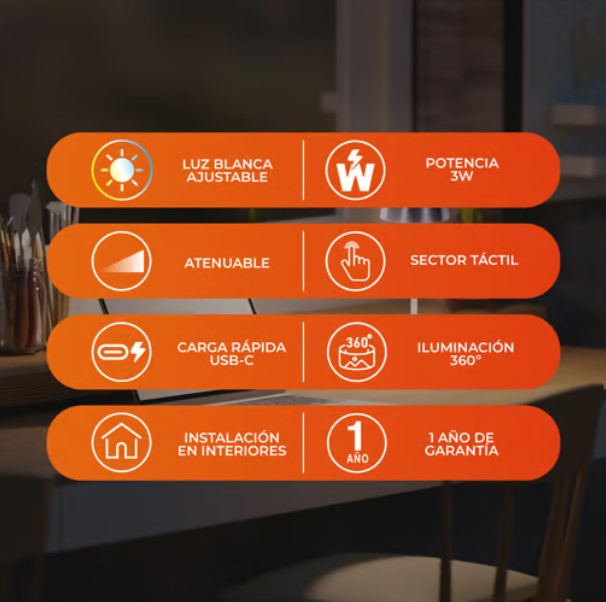 LUZ BLANCA
AJUSTABLE
W
POTENCIA
3W
ATENUABLE
SECTOR TÁCTIL
CARGA RÁPIDA
USB-C
360°
ILUMINACIÓN
360°
INSTALACIÓN
EN INTERIORES
1
AÑO
1 AÑO DE
GARANTÍA